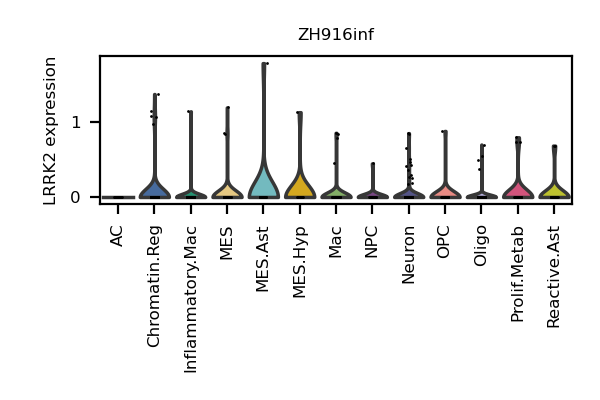 ZH916inf
LRRK2 expression
1
0
AC
Chromatin.Reg
Inflammatory.Mac
MES
MES.Ast
MES.Hyp
Mac
NPC
Neuron
OPC
Oligo
Prolif.Metab
Reactive.Ast